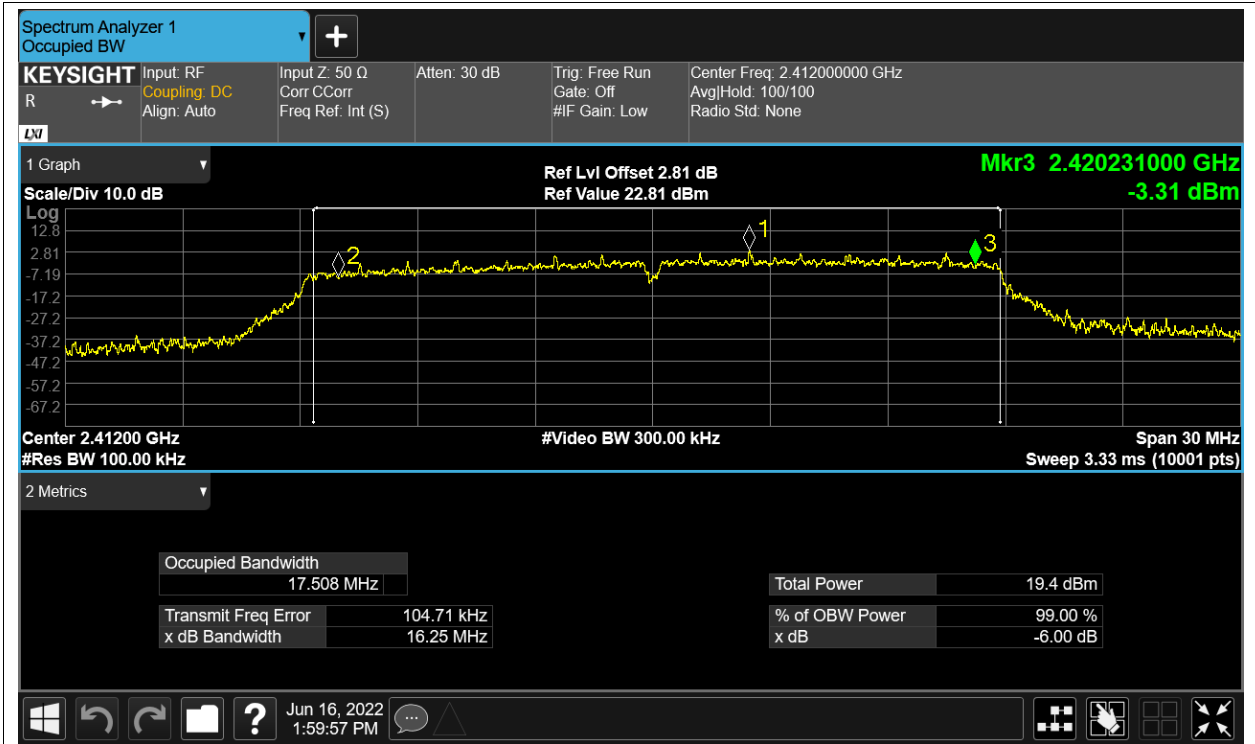 Spectrum Analyzer 1
Occupied BW
KEYSIGHT
R
LXI
Input: RF
Coupling: DC
Align: Auto
Input Z: 50 Ω
Corr CCorr
Freq Ref: Int (S)
Atten: 30 dB
Trig: Free Run
Gate: Off
#IF Gain: Low
Center Freq: 2.412000000 GHz
Avg|Hold: 100/100
Radio Std: None
1 Graph
Scale/Div 10.0 dB
Ref Lvl Offset 2.81 dB
Ref Value 22.81 dBm
Mkr3 2.420231000 GHz
-3.31 dBm
Log
12.8
2.81
-7.19
-17.2
-27.2
-37.2
-47.2
-57.2
-67.2
2
1
3
Center 2.41200 GHz
#Res BW 100.00 kHz
#Video BW 300.00 kHz
Span 30 MHz
Sweep 3.33 ms (10001 pts)
2 Metrics
Occupied Bandwidth
17.508 MHz
Transmit Freq Error 104.71 kHz
x dB Bandwidth 16.25 MHz
Total Power 19.4 dBm
% of OBW Power 99.00 %
x dB -6.00 dB
?
Jun 16, 2022
1:59:57 PM